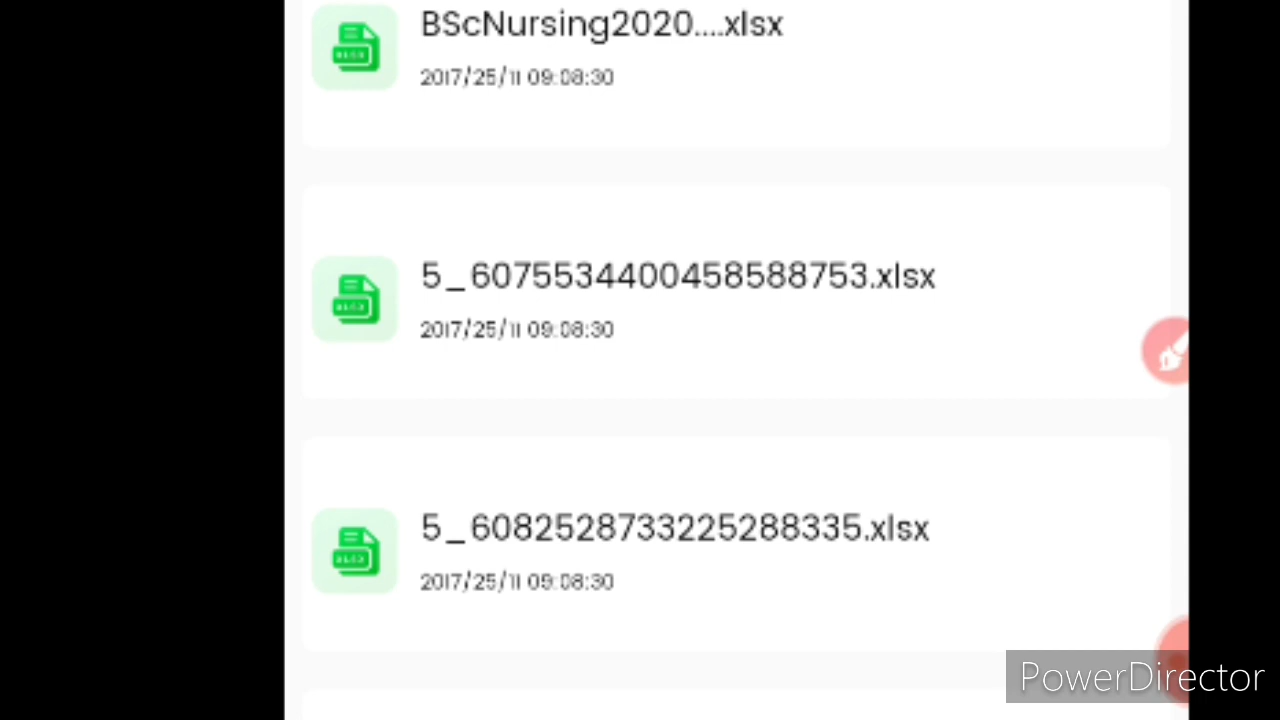 BScNursing2020....xlsx
2017/25/11 09:08:30
5_6075534400458588753.xlsx
2017/25/11 09:08:30
5_6082528733225288335.xlsx
2017/25/11 09:08:30
PowerDirector